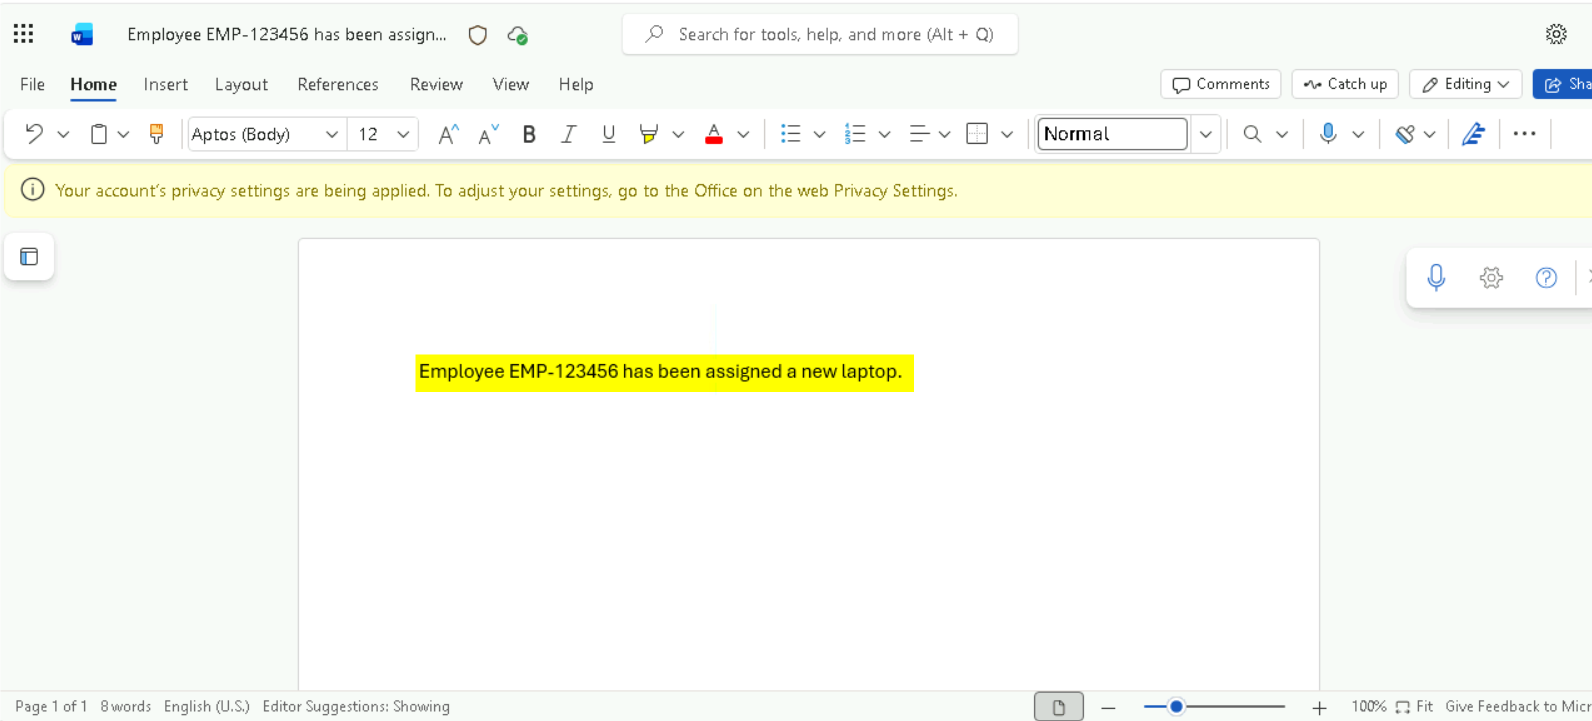 Employee EMP-123456 has been assign...
Search for tools, help, and more (Alt + Q)
File Home Insert Layout References Review View Help
Comments Catch up Editing Sha
Aptos (Body) 12 Normal
Your account's privacy settings are being applied. To adjust your settings, go to the Office on the web Privacy Settings.
Employee EMP-123456 has been assigned a new laptop.
Page 1 of 1 8 words English (U.S.) Editor Suggestions: Showing
100% Fit Give Feedback to Micr